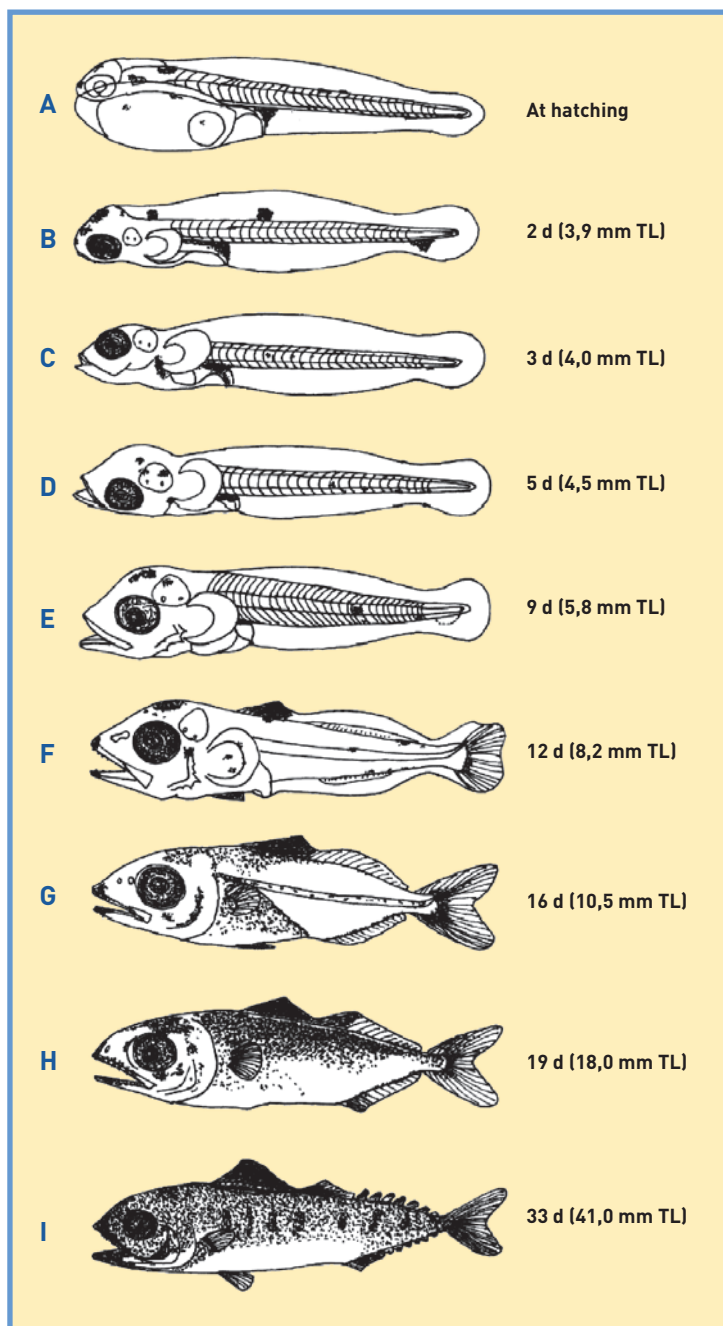 A At hatching
B 2 d (3,9 mm TL)
C 3 d (4,0 mm TL)
D 5 d (4,5 mm TL)
E 9 d (5,8 mm TL)
F 12 d (8,2 mm TL)
G 16 d (10,5 mm TL)
H 19 d (18,0 mm TL)
I 33 d (41,0 mm TL)